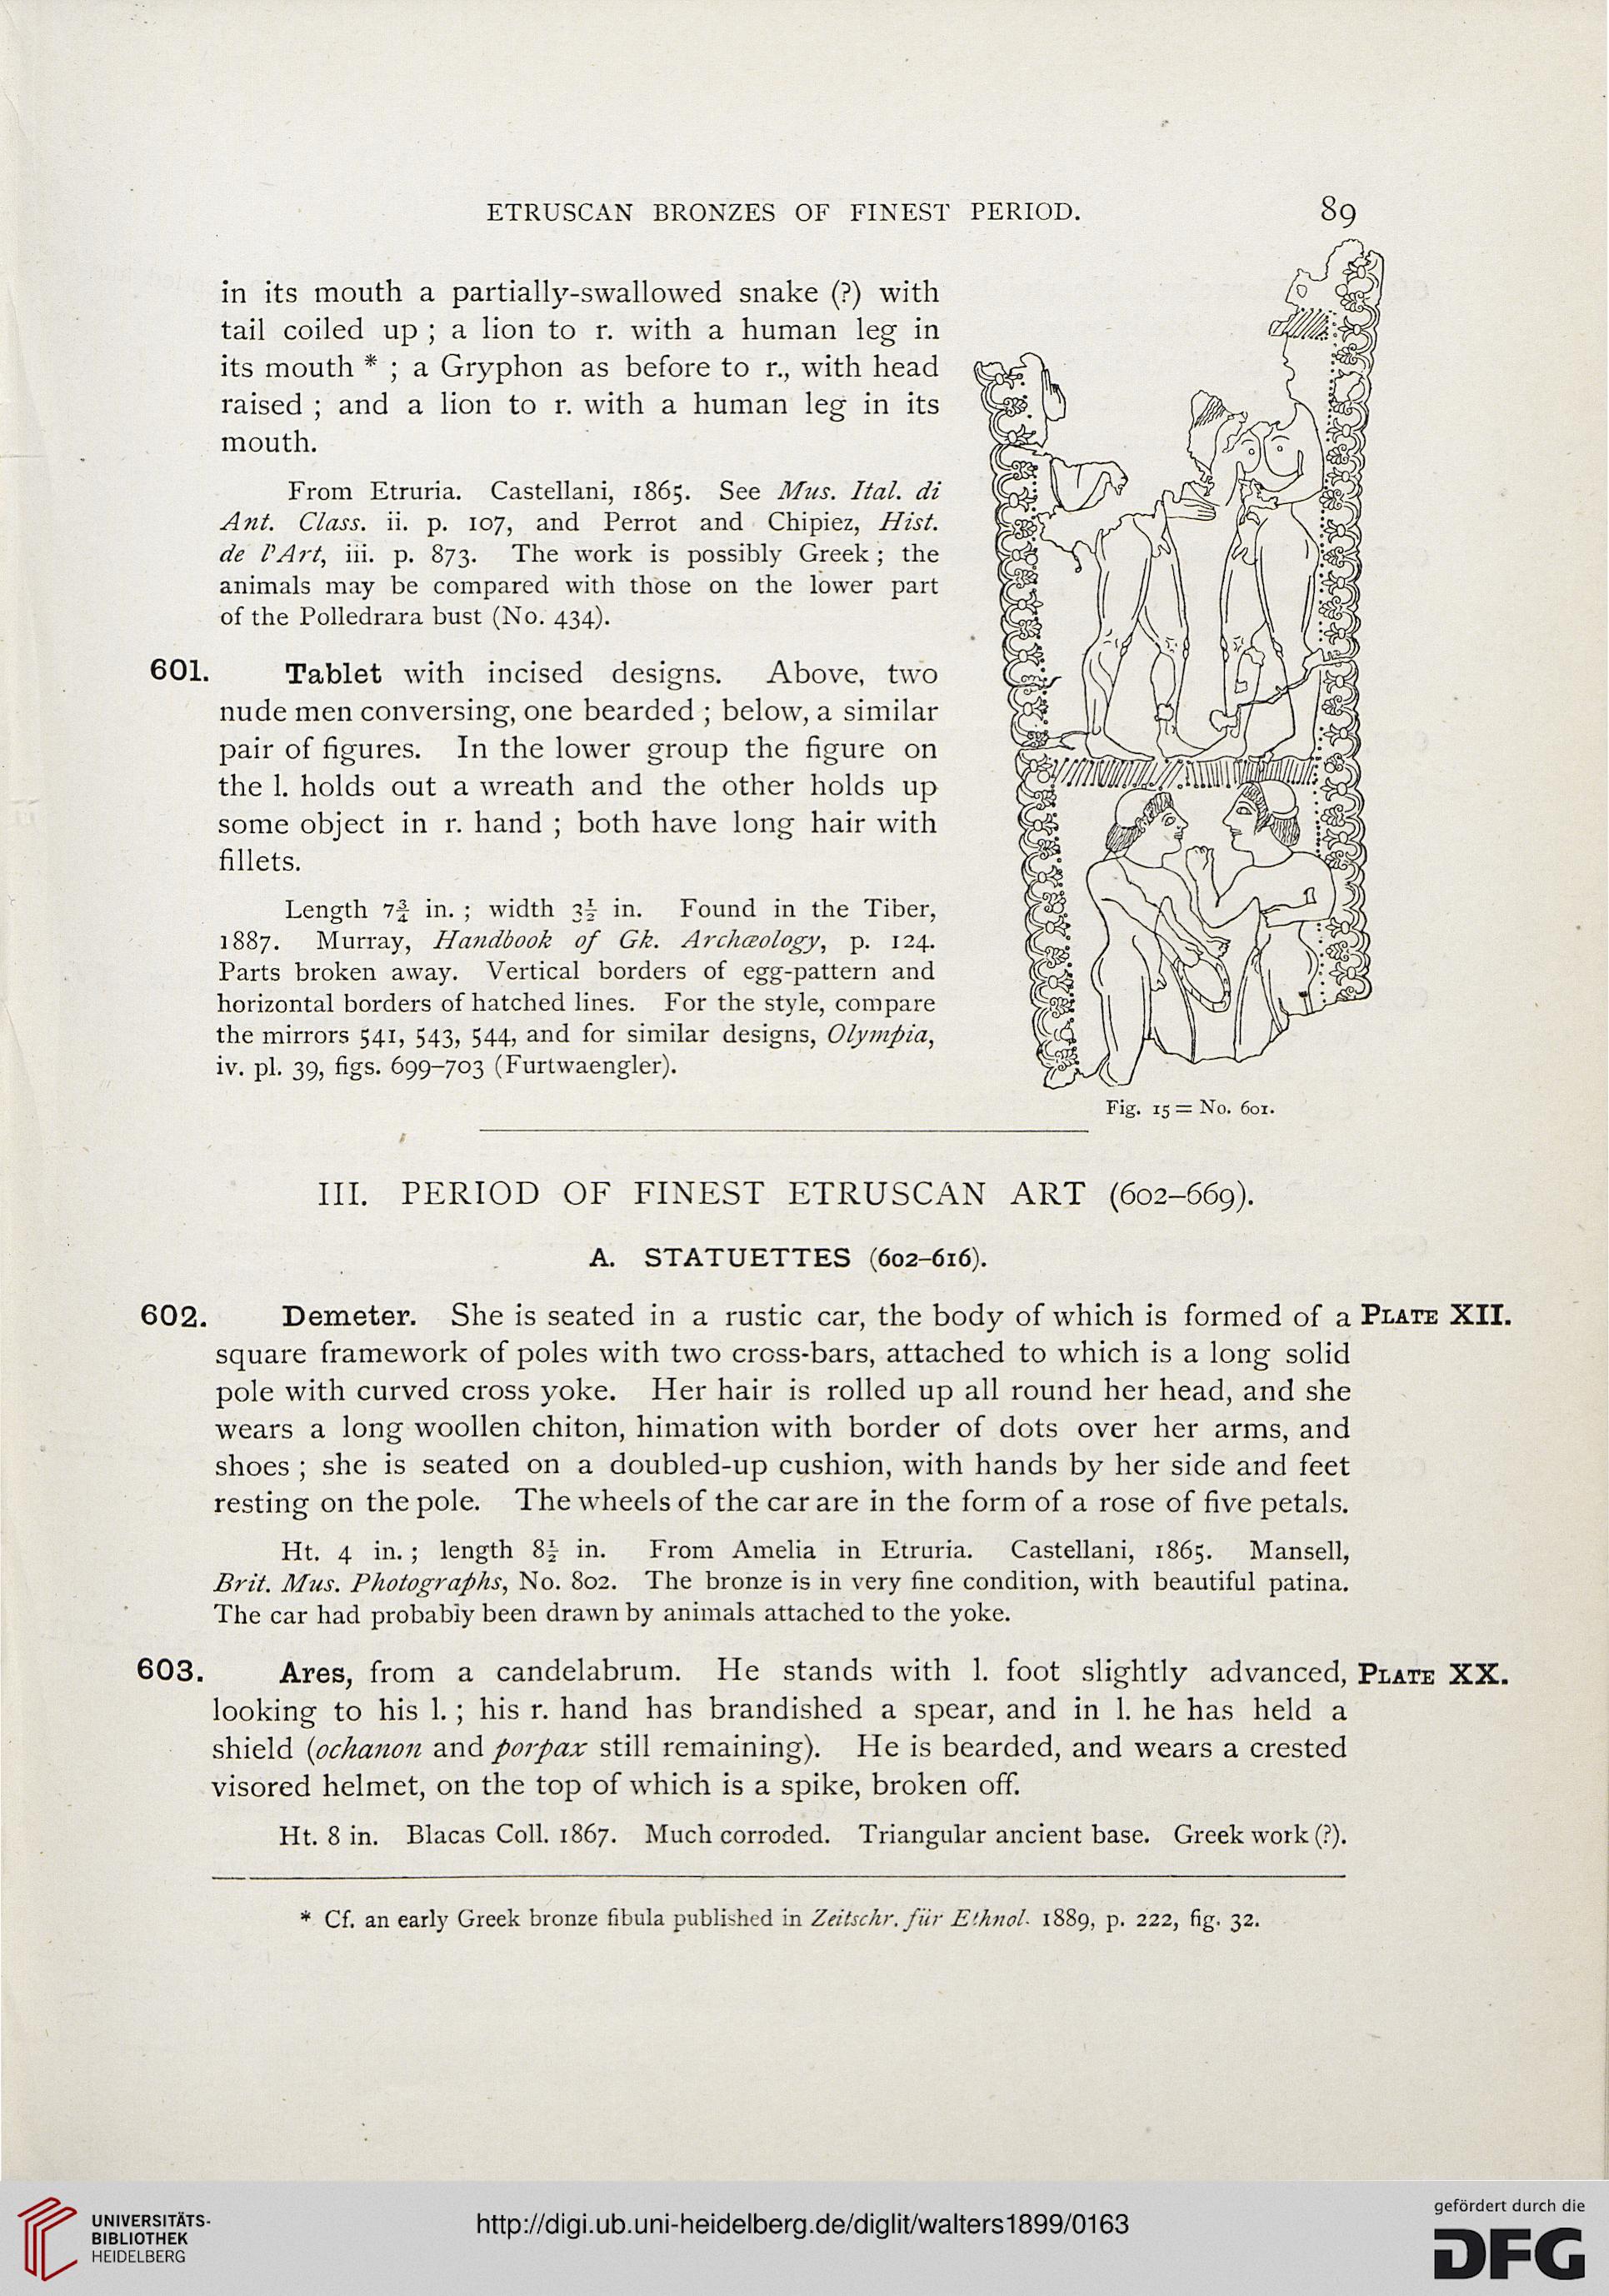 ETRUSCAN BRONZES OF FINEST PERIOD. 89
in its mouth a partially-swallowed snake (?) with
tail coiled up ; a lion to r. with a human leg in
its mouth * ; a Gryphon as before to r., with head
raised ; and a lion to r. with a human leg in its
mouth.
From Etruria. Castellani, 1865. See Mus. Ital. di
Ant. Class. ii. p. 107, and Perrot and Chipiez, Hist.
de l'Art, iii. p. 873. The work is possibly Greek ; the
animals may be compared with those on the lower part
of the Polledrara bust (No. 434).
601. Tablet with incised designs. Above, two
nude men conversing, one bearded ; below, a similar
pair of figures. In the lower group the figure on
the l. holds out a wreath and the other holds up
some object in r. hand ; both have long hair with
fillets.
Length 7¾ in. ; width 3½ in. Found in the Tiber,
1887. Murray, Handbook of Gk. Archæology, p. 124.
Parts broken away. Vertical borders of egg-pattern and
horizontal borders of hatched lines. For the style, compare
the mirrors 541, 543, 544, and for similar designs, Olympia,
iv. pl. 39, figs. 699–703 (Furtwaengler).
Fig. 15 = No. 601.
III. PERIOD OF FINEST ETRUSCAN ART (602–669).
A. STATUETTES (602–616).
602. Demeter. She is seated in a rustic car, the body of which is formed of a PLATE XII.
square framework of poles with two cross-bars, attached to which is a long solid
pole with curved cross yoke. Her hair is rolled up all round her head, and she
wears a long woollen chiton, himation with border of dots over her arms, and
shoes ; she is seated on a doubled-up cushion, with hands by her side and feet
resting on the pole. The wheels of the car are in the form of a rose of five petals.
Ht. 4 in. ; length 8½ in. From Amelia in Etruria. Castellani, 1865. Mansell,
Brit. Mus. Photographs, No. 802. The bronze is in very fine condition, with beautiful patina.
The car had probably been drawn by animals attached to the yoke.
603. Ares, from a candelabrum. He stands with l. foot slightly advanced, PLATE XX.
looking to his l. ; his r. hand has brandished a spear, and in l. he has held a
shield (ochanon and porpax still remaining). He is bearded, and wears a crested
visored helmet, on the top of which is a spike, broken off.
Ht. 8 in. Blacas Coll. 1867. Much corroded. Triangular ancient base. Greek work (?).
* Cf. an early Greek bronze fibula published in Zeitschr. für Ethnol. 1889, p. 222, fig. 32.
UNIVERSITÄTS-
BIBLIOTHEK
HEIDELBERG
http://digi.ub.uni-heidelberg.de/diglit/walters1899/0163
gefördert durch die
DFG